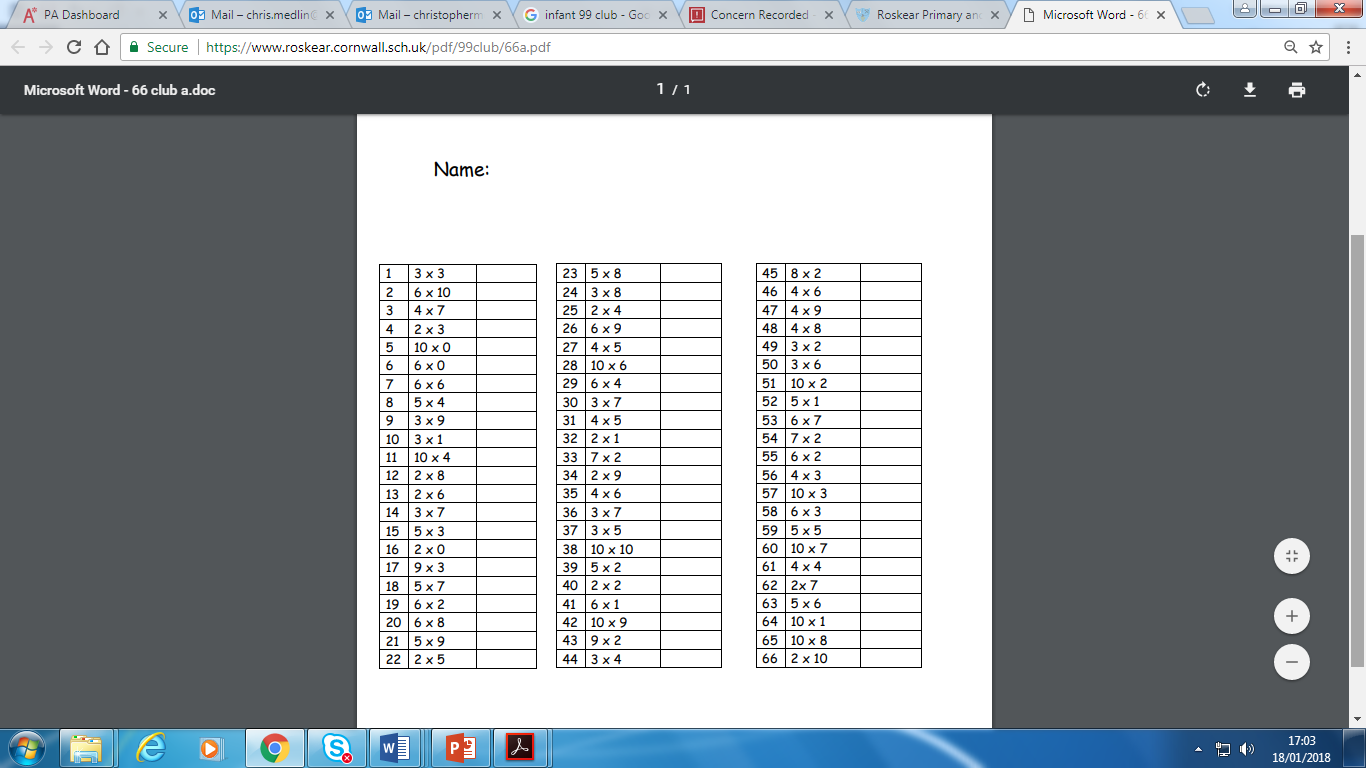 PA Dashboard
Mail – chris.medlin@
Mail – christopherm
infant 99 club - Goo
Concern Recorded -
Roskear Primary and
Microsoft Word - 66
Secure https://www.roskear.cornwall.sch.uk/pdf/99club/66a.pdf
Microsoft Word - 66 club a.doc
1 / 1
Name:
1 3 x 3
2 6 x 10
3 4 x 7
4 2 x 3
5 10 x 0
6 6 x 0
7 6 x 6
8 5 x 4
9 3 x 9
10 3 x 1
11 10 x 4
12 2 x 8
13 2 x 6
14 3 x 7
15 5 x 3
16 2 x 0
17 9 x 3
18 5 x 7
19 6 x 2
20 6 x 8
21 5 x 9
22 2 x 5
23 5 x 8
24 3 x 8
25 2 x 4
26 6 x 9
27 4 x 5
28 10 x 6
29 6 x 4
30 3 x 7
31 4 x 5
32 2 x 1
33 7 x 2
34 2 x 9
35 4 x 6
36 3 x 7
37 3 x 5
38 10 x 10
39 5 x 2
40 2 x 2
41 6 x 1
42 10 x 9
43 9 x 2
44 3 x 4
45 8 x 2
46 4 x 6
47 4 x 9
48 4 x 8
49 3 x 2
50 3 x 6
51 10 x 2
52 5 x 1
53 6 x 7
54 7 x 2
55 6 x 2
56 4 x 3
57 10 x 3
58 6 x 3
59 5 x 5
60 10 x 7
61 4 x 4
62 2x 7
63 5 x 6
64 10 x 1
65 10 x 8
66 2 x 10
17:03
18/01/2018